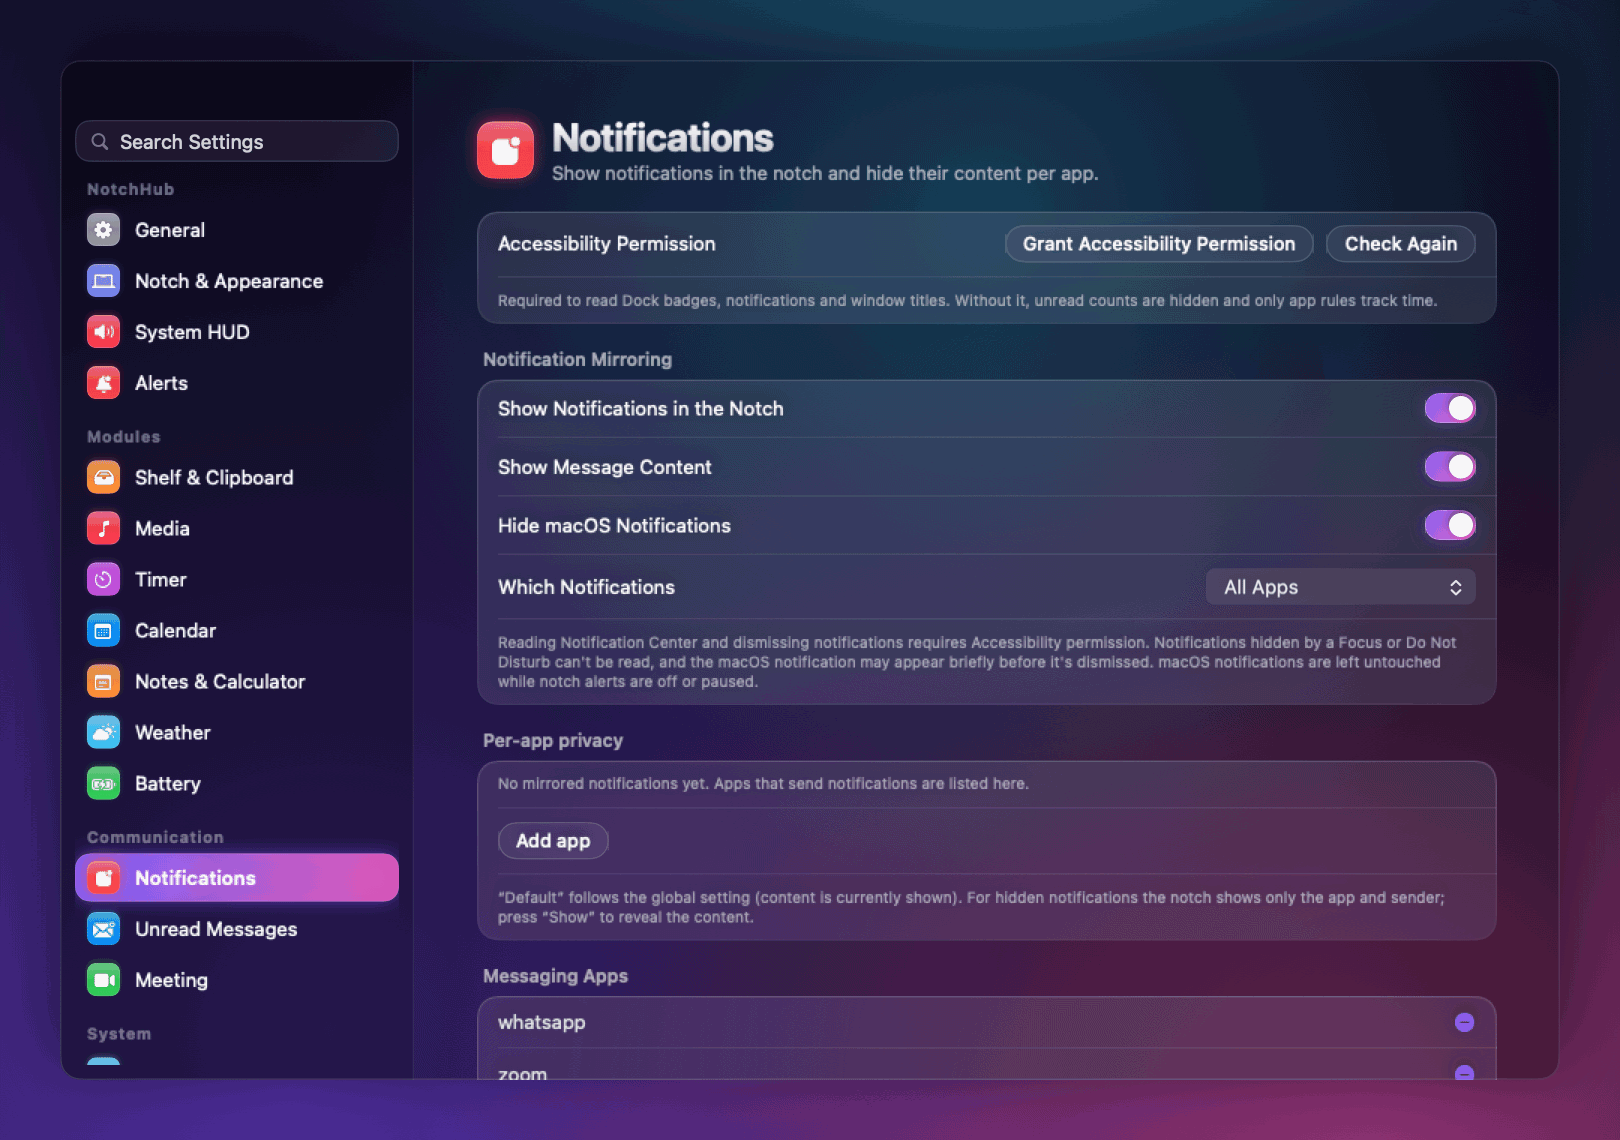 Search Settings
NotchHub
General
Notch & Appearance
System HUD
Alerts
Modules
Shelf & Clipboard
Media
Timer
Calendar
Notes & Calculator
Weather
Battery
Communication
Notifications
Unread Messages
Meeting
System
Notifications
Show notifications in the notch and hide their content per app.
Accessibility Permission
Grant Accessibility Permission
Check Again
Required to read Dock badges, notifications and window titles. Without it, unread counts are hidden and only app rules track time.
Notification Mirroring
Show Notifications in the Notch
Show Message Content
Hide macOS Notifications
Which Notifications
All Apps
Reading Notification Center and dismissing notifications requires Accessibility permission. Notifications hidden by a Focus or Do Not
Disturb can't be read, and the macOS notification may appear briefly before it's dismissed. macOS notifications are left untouched
while notch alerts are off or paused.
Per-app privacy
No mirrored notifications yet. Apps that send notifications are listed here.
Add app
“Default” follows the global setting (content is currently shown). For hidden notifications the notch shows only the app and sender;
press “Show” to reveal the content.
Messaging Apps
whatsapp
zoom